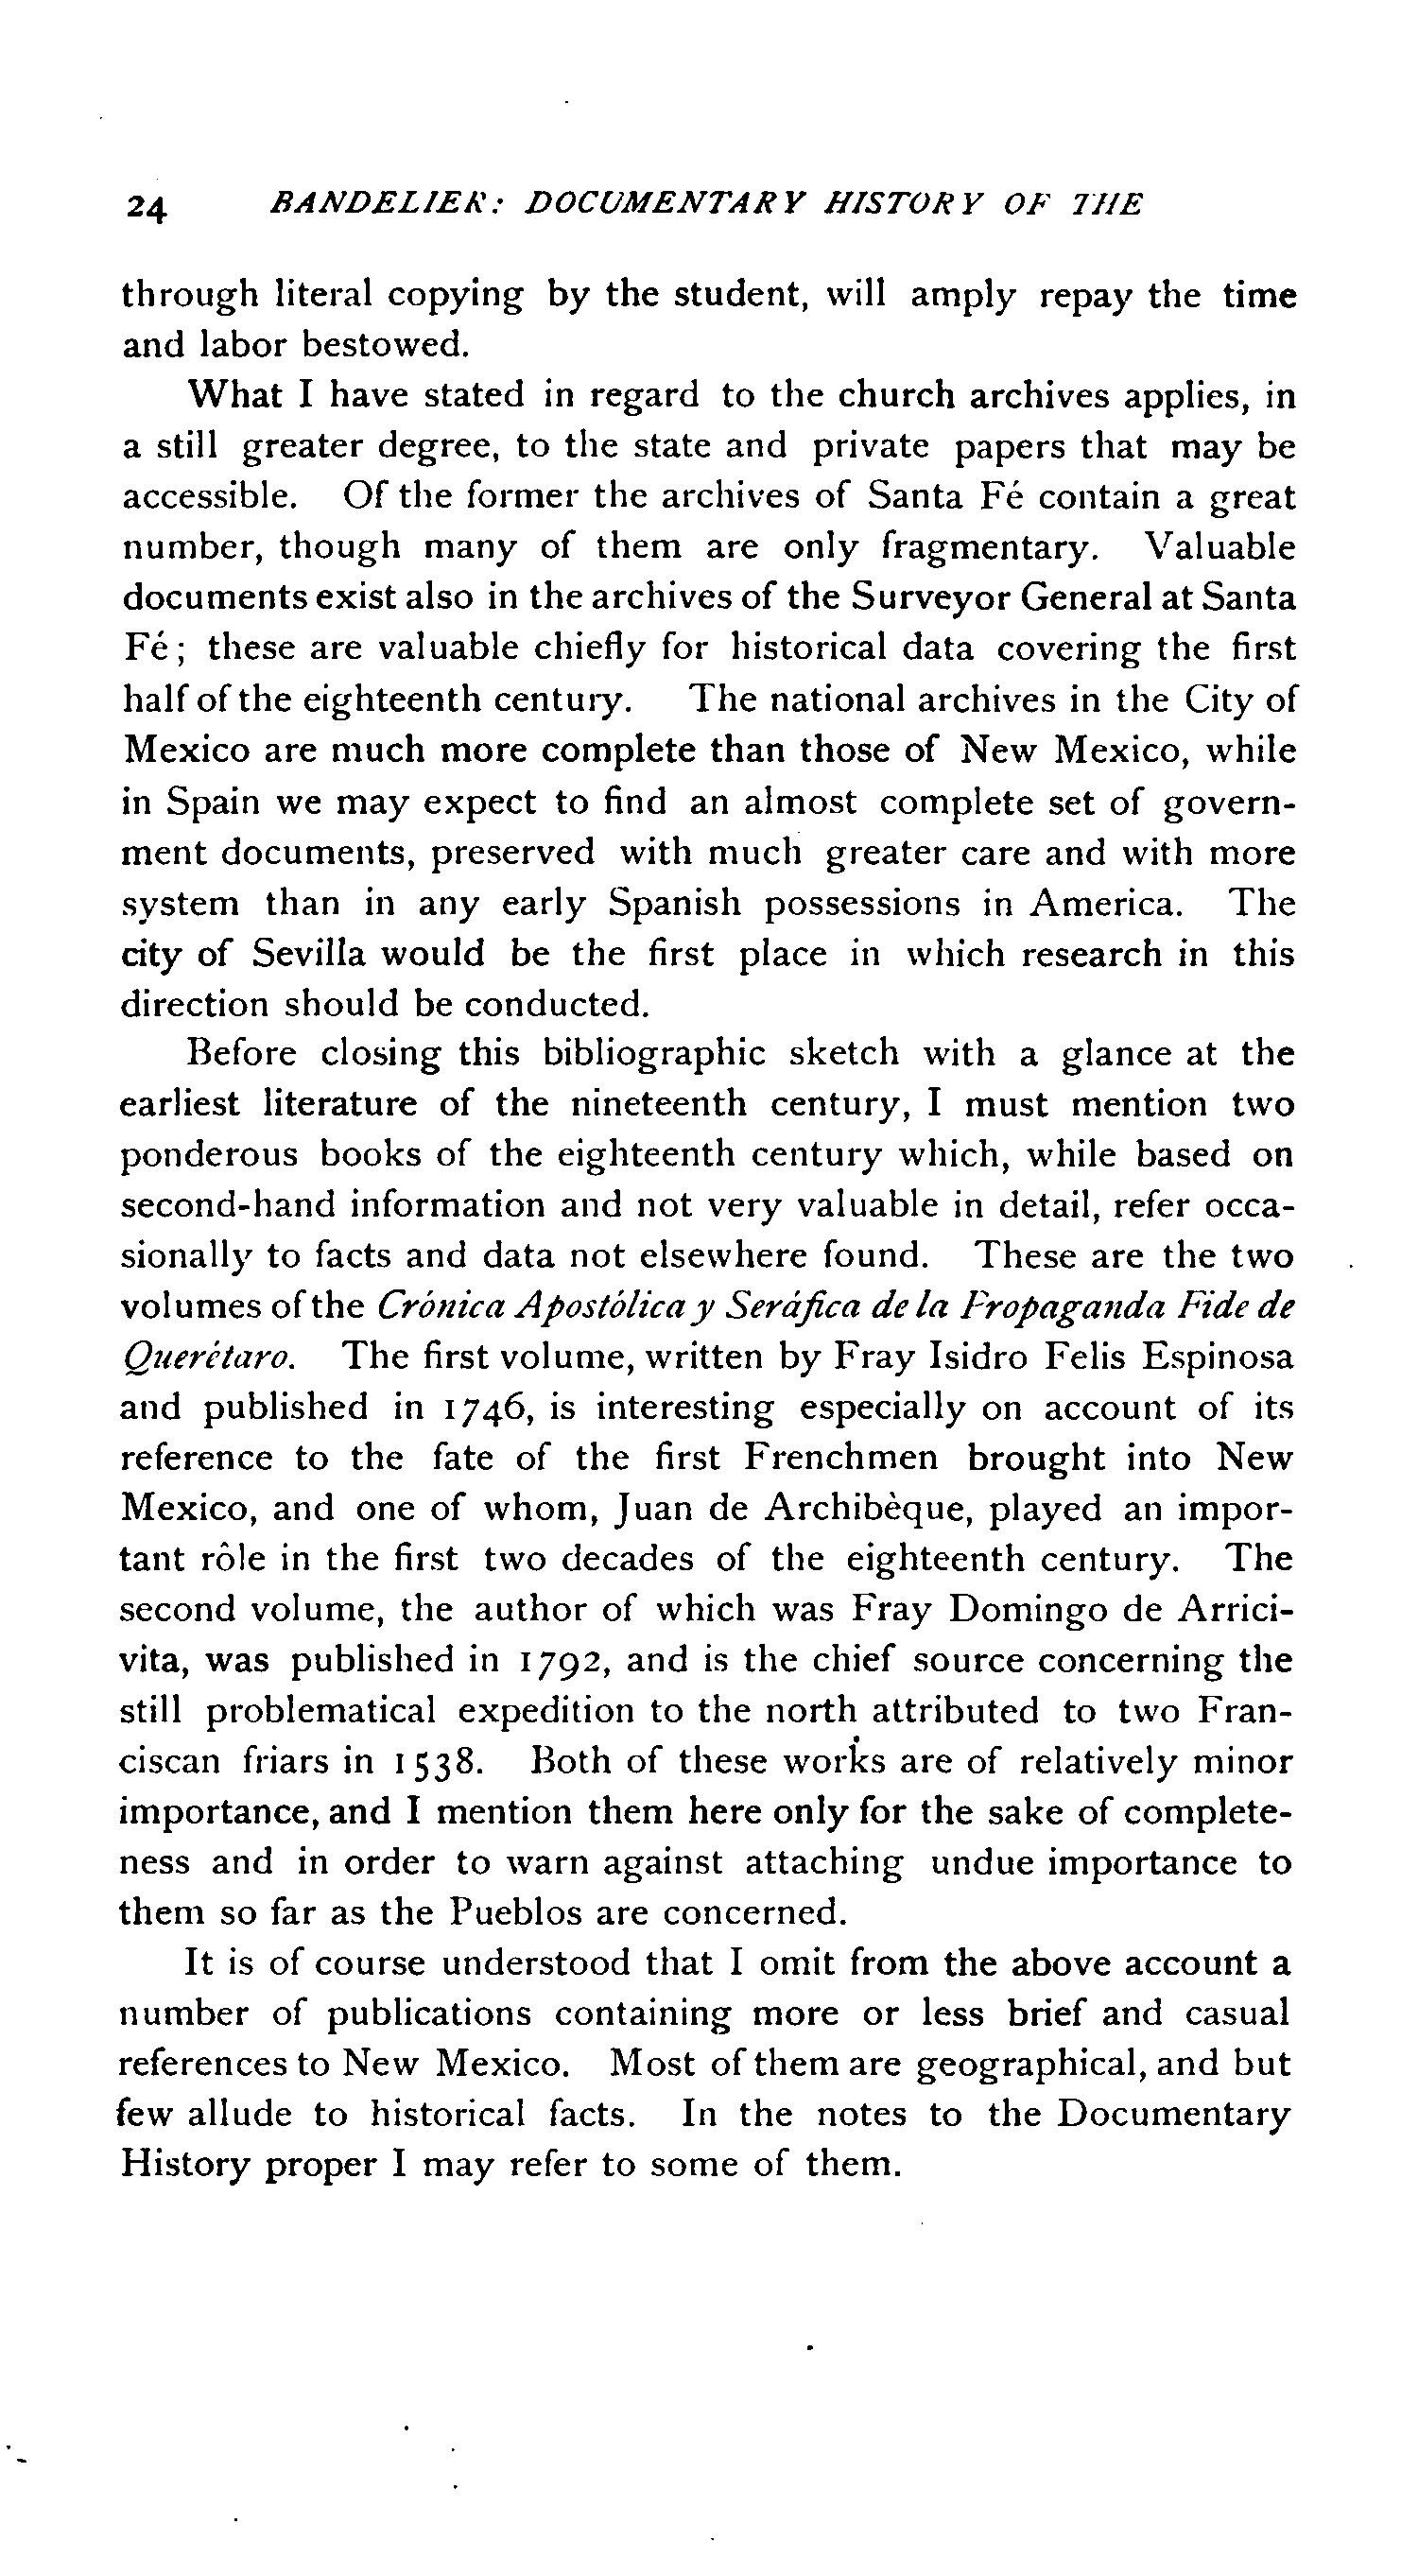 24 BANDELIER: DOCUMENTARY HISTORY OF THE
through literal copying by the student, will amply repay the time
and labor bestowed.
What I have stated in regard to the church archives applies, in
a still greater degree, to the state and private papers that may be
accessible. Of the former the archives of Santa Fé contain a great
number, though many of them are only fragmentary. Valuable
documents exist also in the archives of the Surveyor General at Santa
Fé; these are valuable chiefly for historical data covering the first
half of the eighteenth century. The national archives in the City of
Mexico are much more complete than those of New Mexico, while
in Spain we may expect to find an almost complete set of govern-
ment documents, preserved with much greater care and with more
system than in any early Spanish possessions in America. The
city of Sevilla would be the first place in which research in this
direction should be conducted.
Before closing this bibliographic sketch with a glance at the
earliest literature of the nineteenth century, I must mention two
ponderous books of the eighteenth century which, while based on
second-hand information and not very valuable in detail, refer occa-
sionally to facts and data not elsewhere found. These are the two
volumes of the Crónica Apostólica y Seráfica de la Propaganda Fide de
Querétaro. The first volume, written by Fray Isidro Felis Espinosa
and published in 1746, is interesting especially on account of its
reference to the fate of the first Frenchmen brought into New
Mexico, and one of whom, Juan de Archibèque, played an impor-
tant rôle in the first two decades of the eighteenth century. The
second volume, the author of which was Fray Domingo de Arrici-
vita, was published in 1792, and is the chief source concerning the
still problematical expedition to the north attributed to two Fran-
ciscan friars in 1538. Both of these works are of relatively minor
importance, and I mention them here only for the sake of complete-
ness and in order to warn against attaching undue importance to
them so far as the Pueblos are concerned.
It is of course understood that I omit from the above account a
number of publications containing more or less brief and casual
references to New Mexico. Most of them are geographical, and but
few allude to historical facts. In the notes to the Documentary
History proper I may refer to some of them.